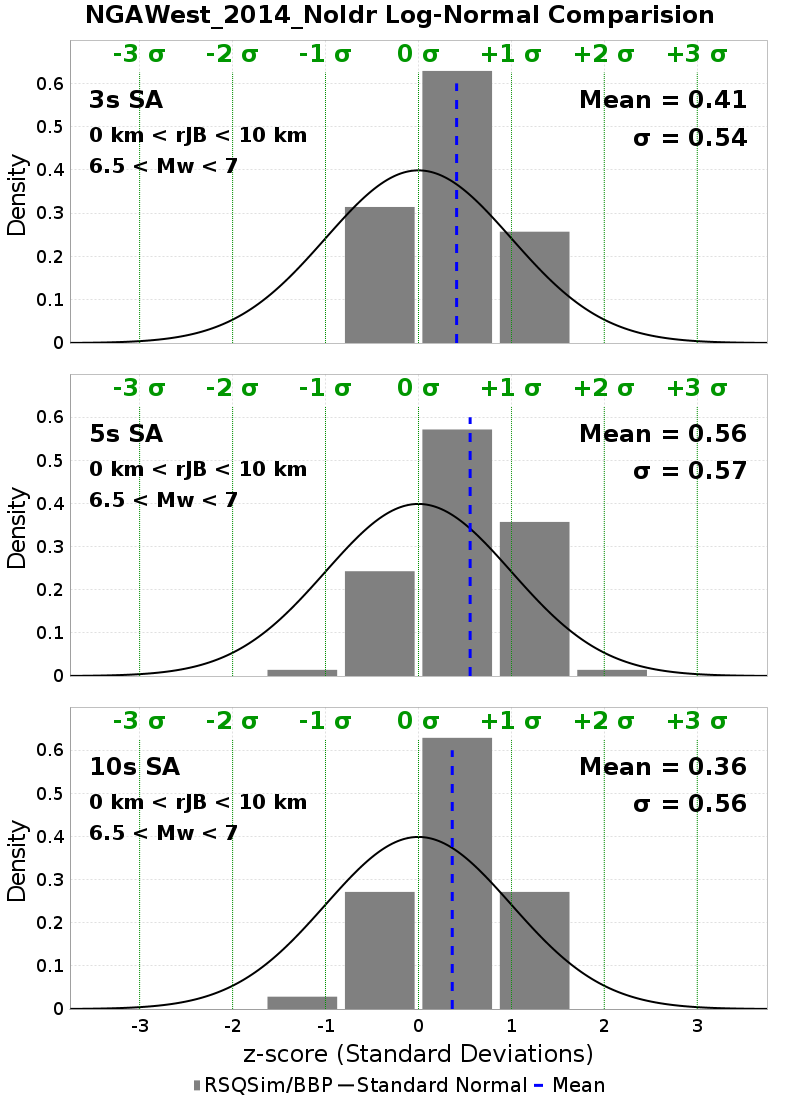 NGAWest_2014_NoIdr Log-Normal Comparision
-3 σ -2 σ -1 σ 0 σ +1 σ +2 σ +3 σ
3s SA
Mean = 0.41
0 km < rJB < 10 km
σ = 0.54
6.5 < Mw < 7
Density
0.6
0.5
0.4
0.3
0.2
0.1
0
-3 σ -2 σ -1 σ 0 σ +1 σ +2 σ +3 σ
5s SA
Mean = 0.56
0 km < rJB < 10 km
σ = 0.57
6.5 < Mw < 7
Density
0.6
0.5
0.4
0.3
0.2
0.1
0
-3 σ -2 σ -1 σ 0 σ +1 σ +2 σ +3 σ
10s SA
Mean = 0.36
0 km < rJB < 10 km
σ = 0.56
6.5 < Mw < 7
Density
0.6
0.5
0.4
0.3
0.2
0.1
0
-3 -2 -1 0 1 2 3
z-score (Standard Deviations)
RSQSim/BBP Standard Normal Mean